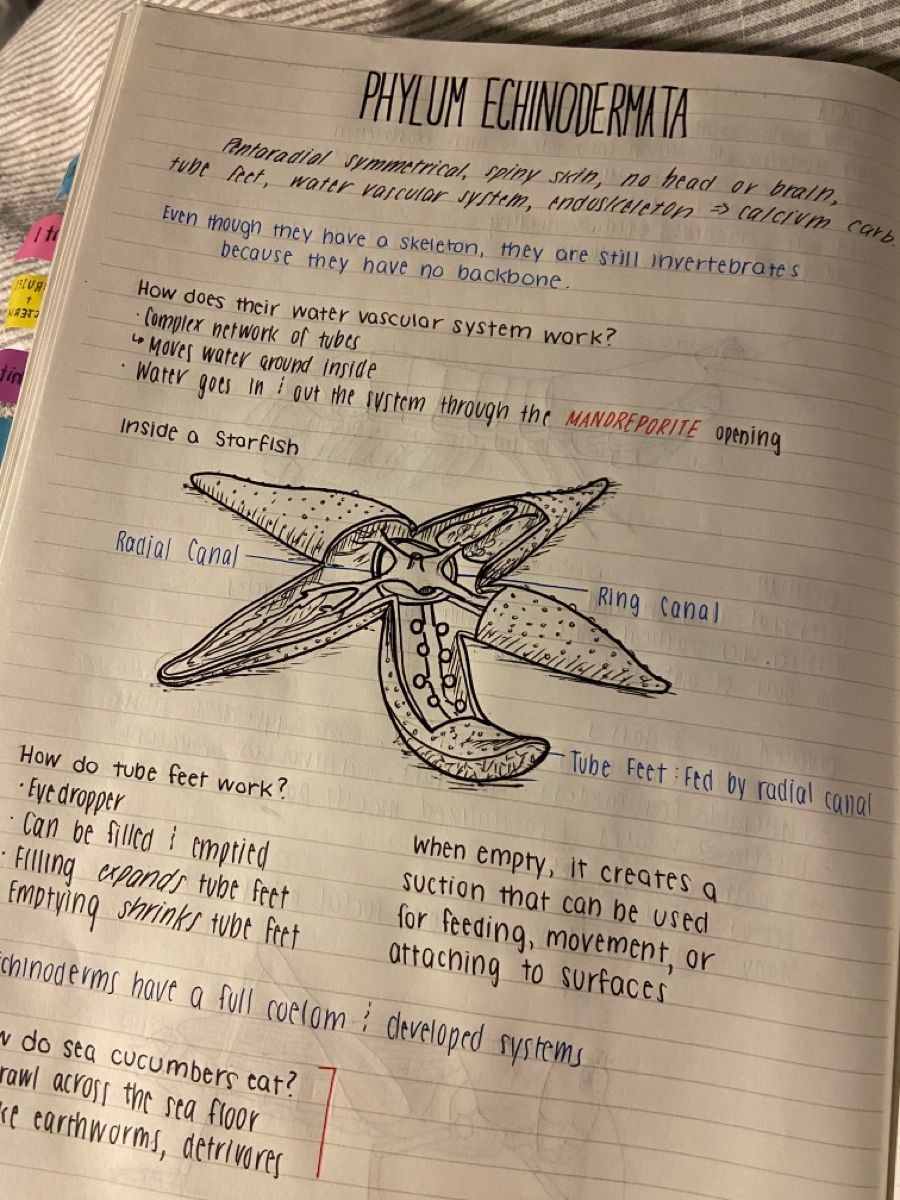 PHYLUM ECHINODERMATA
Pentaradial symmetrical, spiny skin, no head or brain,
tube feet, water vascular system, endoskeleton ⇒ calcium carb.
Even though they have a skeleton, they are still invertebrates
because they have no backbone.
How does their water vascular system work?
· Complex network of tubes
↳ Moves water around inside
· Water goes in & out the system through the MANDREPORITE opening
Inside a Starfish
Radial Canal
Ring Canal
Tube Feet : Fed by radial canal
How do tube feet work?
· Eyedropper
· Can be filled & emptied
· Filling expands tube feet
Emptying shrinks tube feet
When empty, it creates a
suction that can be used
for feeding, movement, or
attaching to surfaces
chinoderms have a full coelom & developed systems
w do sea cucumbers eat?
rawl across the sea floor
ke earthworms, detrivores